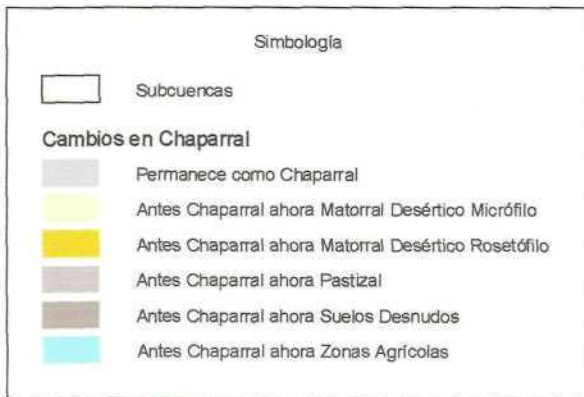 Simbología
Subcuencas
Cambios en Chaparral
Permanece como Chaparral
Antes Chaparral ahora Matorral Desértico Micrófilo
Antes Chaparral ahora Matorral Desértico Rosetófilo
Antes Chaparral ahora Pastizal
Antes Chaparral ahora Suelos Desnudos
Antes Chaparral ahora Zonas Agrícolas